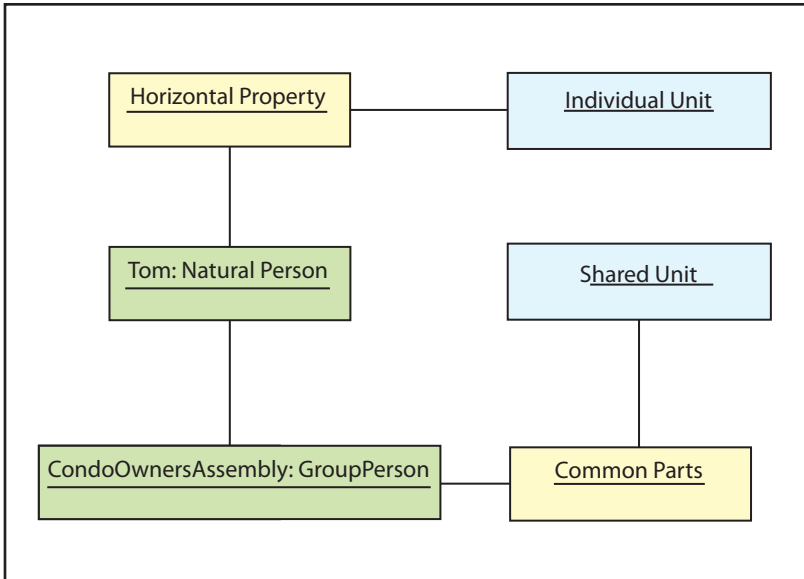 Horizontal Property
Individual Unit
Tom: Natural Person
Shared Unit
CondoOwnersAssembly: GroupPerson
Common Parts